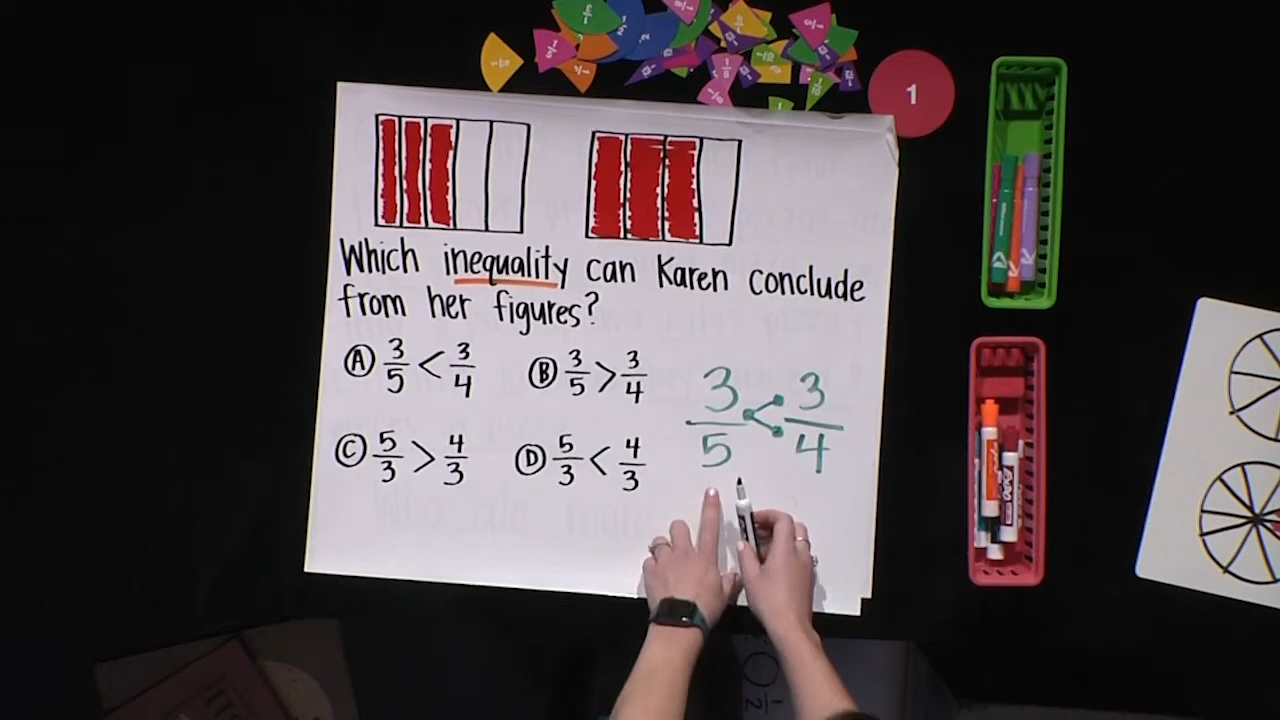 1
Which inequality can Karen conclude
from her figures?
Ⓐ 3/5 < 3/4 Ⓑ 3/5 > 3/4
Ⓒ 5/3 > 4/3 Ⓓ 5/3 < 4/3
3/5 < 3/4